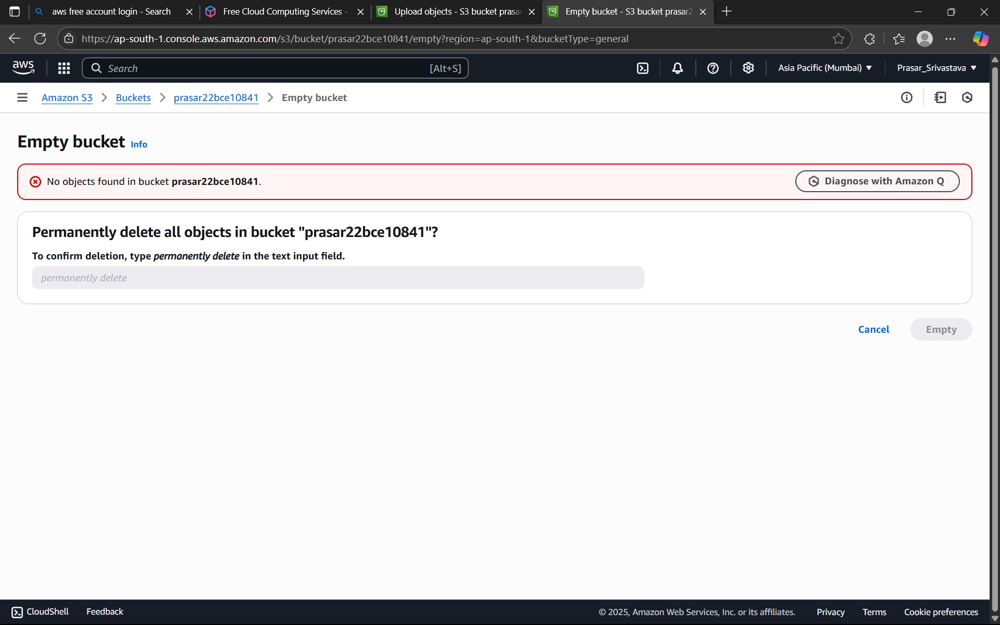 aws free account login - Search
Free Cloud Computing Services -
Upload objects - S3 bucket prasar
Empty bucket - S3 bucket prasar2
https://ap-south-1.console.aws.amazon.com/s3/bucket/prasar22bce10841/empty?region=ap-south-1&bucketType=general
aws
Search
[Alt+S]
Asia Pacific (Mumbai)
Prasar_Srivastava
Amazon S3
Buckets
prasar22bce10841
Empty bucket
Empty bucket Info
No objects found in bucket prasar22bce10841.
Diagnose with Amazon Q
Permanently delete all objects in bucket "prasar22bce10841"?
To confirm deletion, type permanently delete in the text input field.
permanently delete
Cancel
Empty
CloudShell
Feedback
© 2025, Amazon Web Services, Inc. or its affiliates.
Privacy
Terms
Cookie preferences